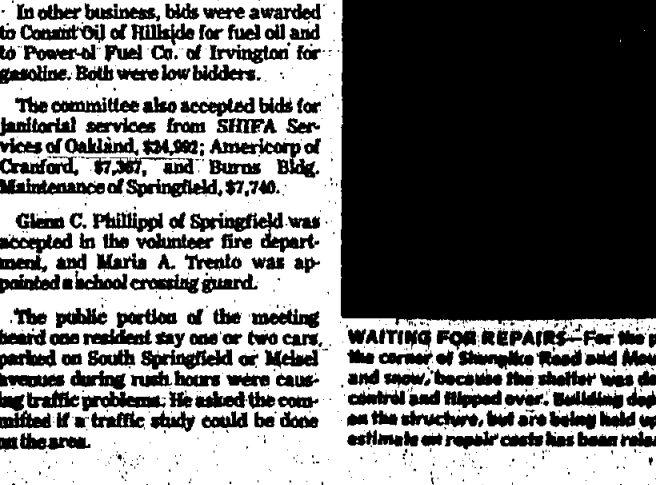 In other business, bids were awarded
to Conant Oil of Hillside for fuel oil and
to Power-ol Fuel Co. of Irvington for
gasoline. Both were low bidders.
The committee also accepted bids for
janitorial services from SHIFA Ser-
vices of Oakland, $24,992; Americorp of
Cranford, $7,367, and Burns Bldg.
Maintenance of Springfield, $7,740.
Glenn C. Phillippi of Springfield was
accepted in the volunteer fire depart-
ment, and Maria A. Trento was ap-
pointed a school crossing guard.
The public portion of the meeting
heard one resident say one or two cars
parked on South Springfield or Meisel
avenues during rush hours were caus-
ing traffic problems. He asked the com-
mitted if a traffic study could be done
on the area.
WAITING FOR REPAIRS—For the p
the corner of Shunpike Road and Mou
and snow, because the shelter was de
control and flipped over. Building dep
on the structure, but are being held up
estimate on repair costs has been relea